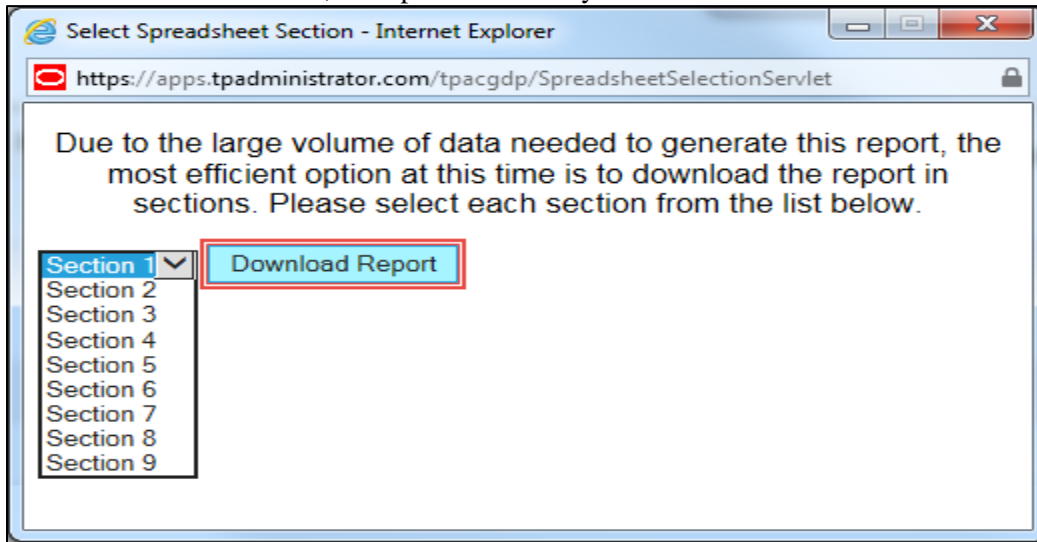 Select Spreadsheet Section - Internet Explorer
https://apps.tpadministrator.com/tpacgdp/SpreadsheetSelectionServlet
Due to the large volume of data needed to generate this report, the
most efficient option at this time is to download the report in
sections. Please select each section from the list below.
Section 1 Download Report
Section 2
Section 3
Section 4
Section 5
Section 6
Section 7
Section 8
Section 9